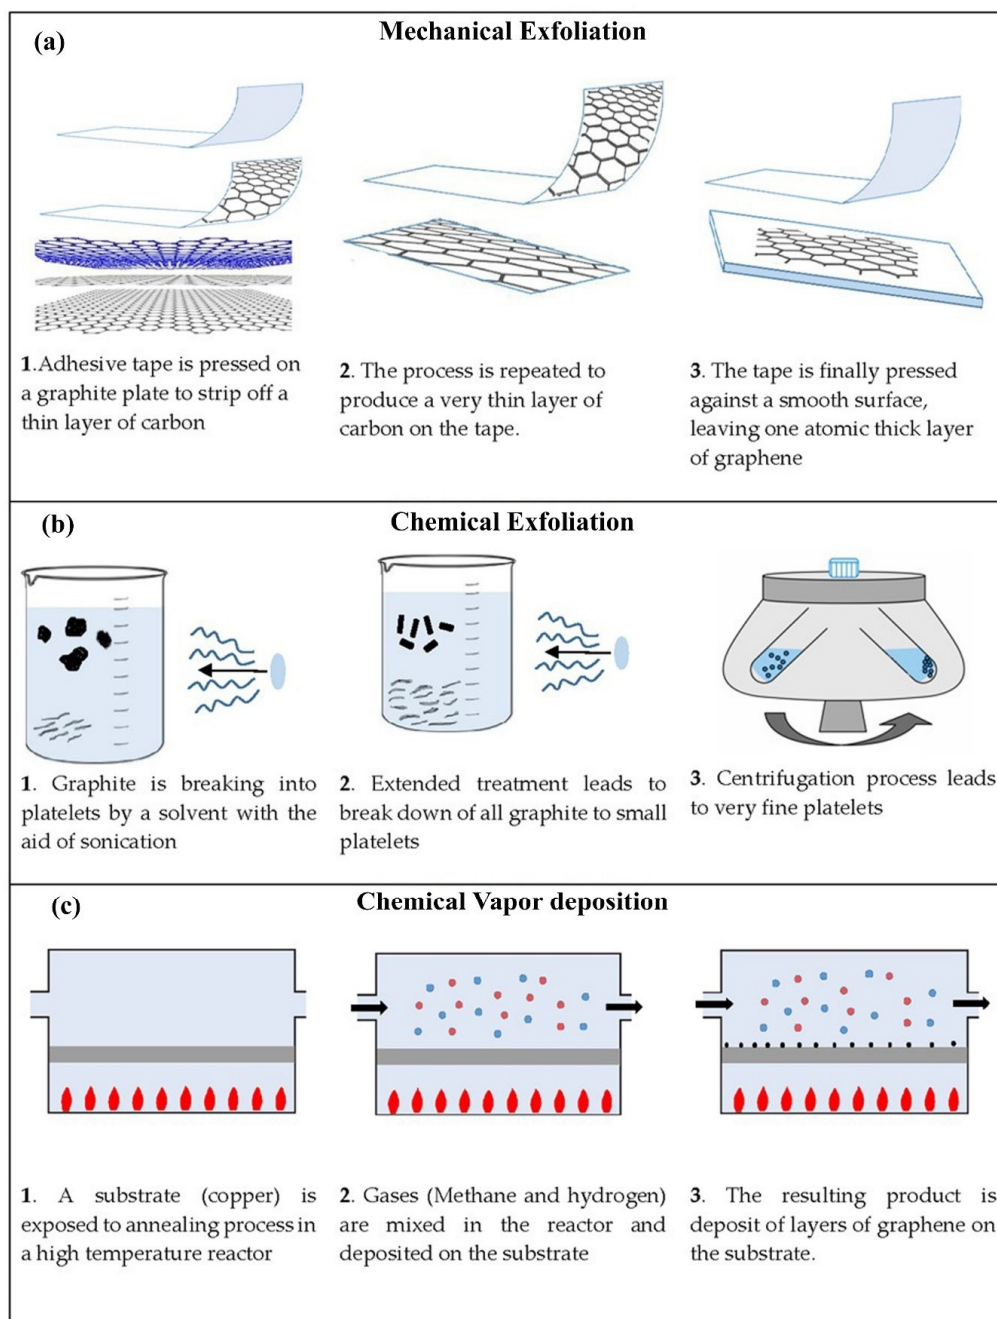 (a)
Mechanical Exfoliation
1.Adhesive tape is pressed on
a graphite plate to strip off a
thin layer of carbon
2. The process is repeated to
produce a very thin layer of
carbon on the tape.
3. The tape is finally pressed
against a smooth surface,
leaving one atomic thick layer
of graphene
(b)
Chemical Exfoliation
1. Graphite is breaking into
platelets by a solvent with the
aid of sonication
2. Extended treatment leads to
break down of all graphite to small
platelets
3. Centrifugation process leads
to very fine platelets
(c)
Chemical Vapor deposition
1. A substrate (copper) is
exposed to annealing process in
a high temperature reactor
2. Gases (Methane and hydrogen)
are mixed in the reactor and
deposited on the substrate
3. The resulting product is
deposit of layers of graphene on
the substrate.